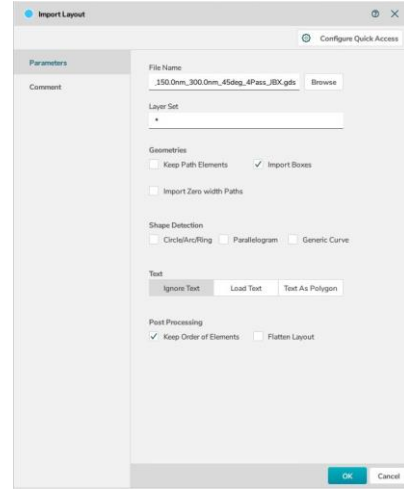 Import Layout
Configure Quick Access
Parameters
Comment
File Name
_150.0nm_300.0nm_45deg_4Pass_JBX.gds
Browse
Layer Set
*
Geometries
Keep Path Elements
Import Boxes
Import Zero width Paths
Shape Detection
Circle/Arc/Ring
Parallelogram
Generic Curve
Text
Ignore Text
Load Text
Text As Polygon
Post Processing
Keep Order of Elements
Flatten Layout
OK
Cancel